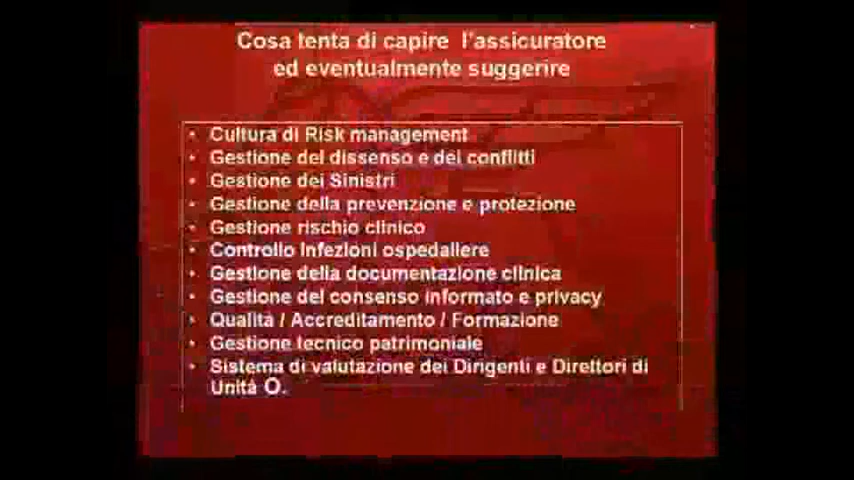 Cosa tenta di capire l'assicuratore
ed eventualmente suggerire
• Cultura di Risk management
• Gestione del dissenso e dei conflitti
• Gestione dei Sinistri
• Gestione della prevenzione e protezione
• Gestione rischio clinico
• Controllo Infezioni ospedaliere
• Gestione della documentazione clinica
• Gestione del consenso informato e privacy
• Qualità / Accreditamento / Formazione
• Gestione tecnico patrimoniale
• Sistema di valutazione dei Dirigenti e Direttori di
Unità O.